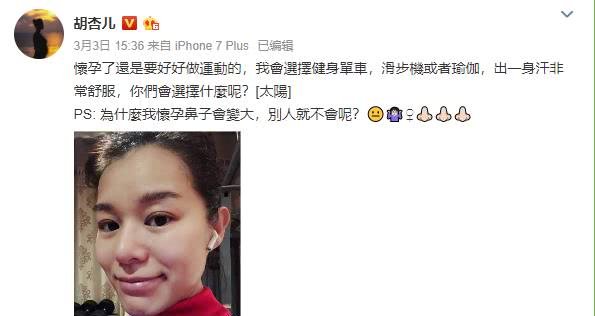 胡杏儿
3月3日 15:36 来自 iPhone 7 Plus 已编辑
懷孕了還是要好好做運動的，我會選擇健身單車，滑步機或者瑜伽，出一身汗非
常舒服，你們會選擇什麼呢？[太陽]
PS: 為什麼我懷孕鼻子會變大，別人就不會呢？😐🤷🏻♀👃🏻👃🏻👃🏻